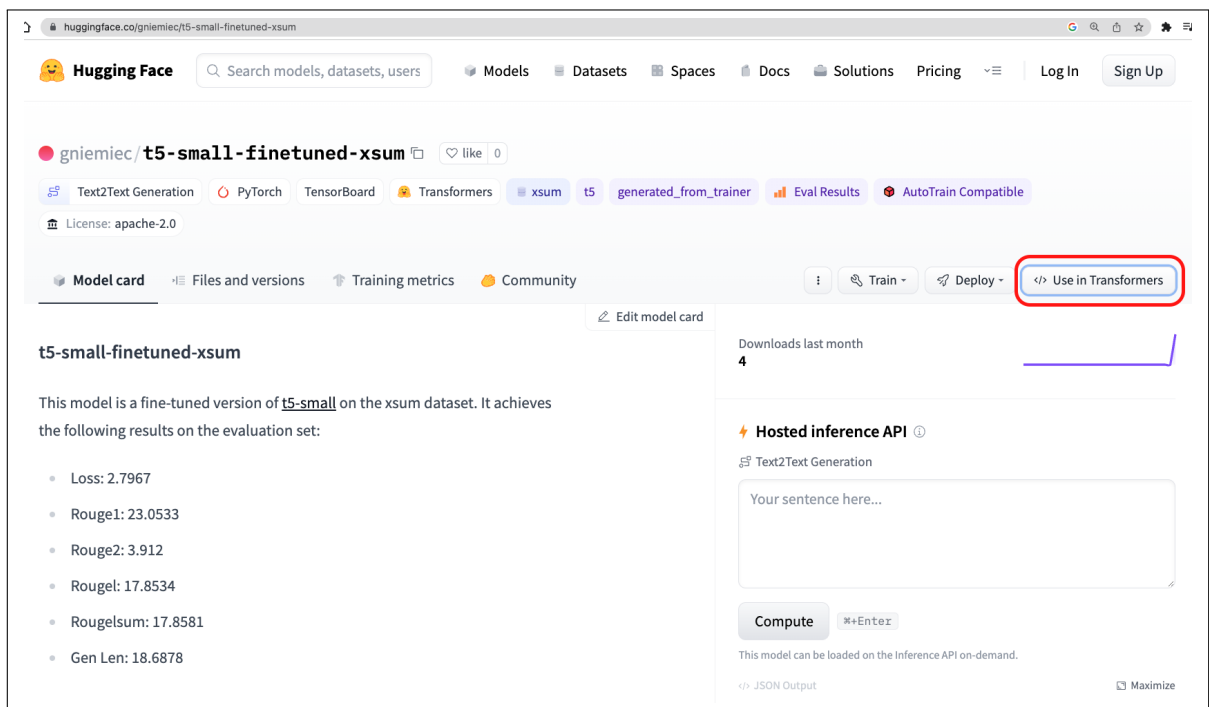 huggingface.co/gniemiec/t5-small-finetuned-xsum
Hugging Face Search models, datasets, users Models Datasets Spaces Docs Solutions Pricing Log In Sign Up
gniemiec/t5-small-finetuned-xsum like 0
Text2Text Generation PyTorch TensorBoard Transformers xsum t5 generated_from_trainer Eval Results AutoTrain Compatible
License: apache-2.0
Model card Files and versions Training metrics Community Train Deploy </> Use in Transformers
Edit model card
t5-small-finetuned-xsum
This model is a fine-tuned version of t5-small on the xsum dataset. It achieves
the following results on the evaluation set:
Loss: 2.7967
Rouge1: 23.0533
Rouge2: 3.912
Rougel: 17.8534
Rougelsum: 17.8581
Gen Len: 18.6878
Downloads last month
4
Hosted inference API
Text2Text Generation
Your sentence here...
Compute ⌘+Enter
This model can be loaded on the Inference API on-demand.
</> JSON Output Maximize